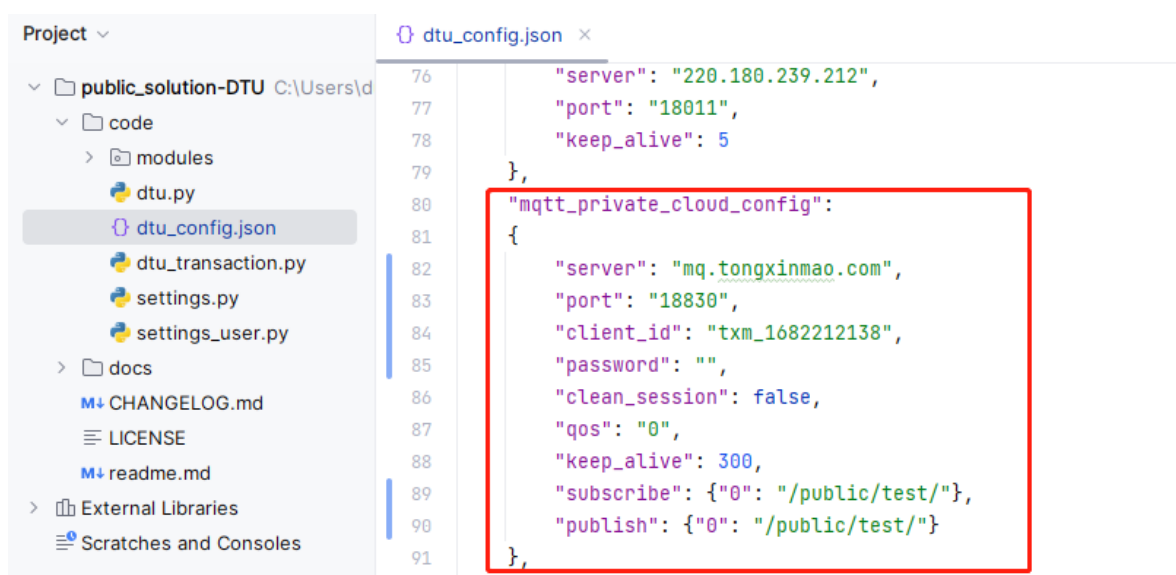 Project
public_solution-DTU C:\Users\d
code
modules
dtu.py
dtu_config.json
dtu_transaction.py
settings.py
settings_user.py
docs
M↓ CHANGELOG.md
LICENSE
M↓ readme.md
External Libraries
Scratches and Consoles
{} dtu_config.json ×
76 "server": "220.180.239.212",
77 "port": "18011",
78 "keep_alive": 5
79 },
80 "mqtt_private_cloud_config":
81 {
82 "server": "mq.tongxinmao.com",
83 "port": "18830",
84 "client_id": "txm_1682212138",
85 "password": "",
86 "clean_session": false,
87 "qos": "0",
88 "keep_alive": 300,
89 "subscribe": {"0": "/public/test/"},
90 "publish": {"0": "/public/test/"}
91 },